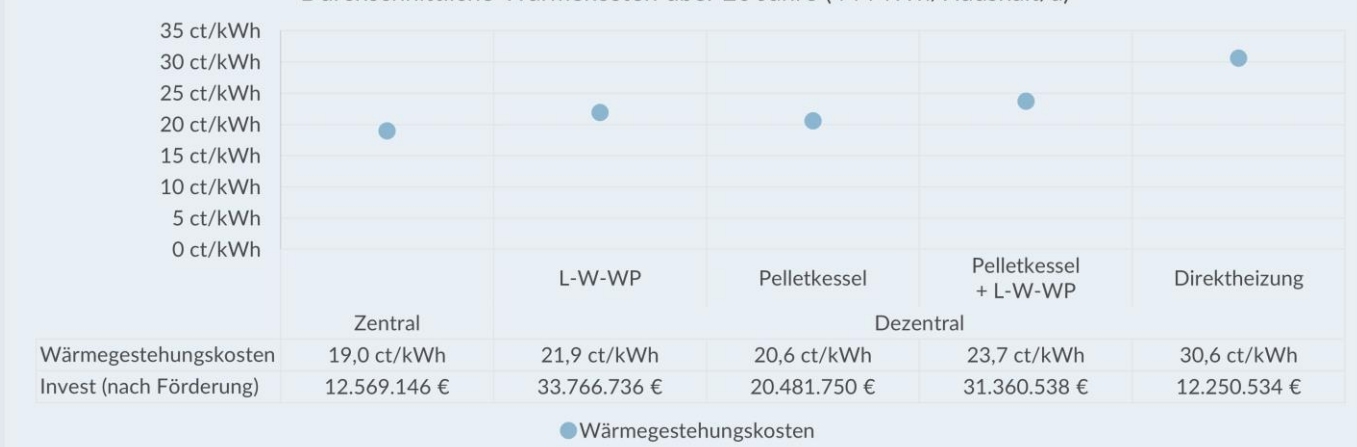 35 ct/kWh
30 ct/kWh
25 ct/kWh
20 ct/kWh
15 ct/kWh
10 ct/kWh
5 ct/kWh
0 ct/kWh
L-W-WP Pelletkessel Pelletkessel + L-W-WP Direktheizung
Zentral Dezentral
Wärmegestehungskosten 19,0 ct/kWh 21,9 ct/kWh 20,6 ct/kWh 23,7 ct/kWh 30,6 ct/kWh
Invest (nach Förderung) 12.569.146 € 33.766.736 € 20.481.750 € 31.360.538 € 12.250.534 €
Wärmegestehungskosten